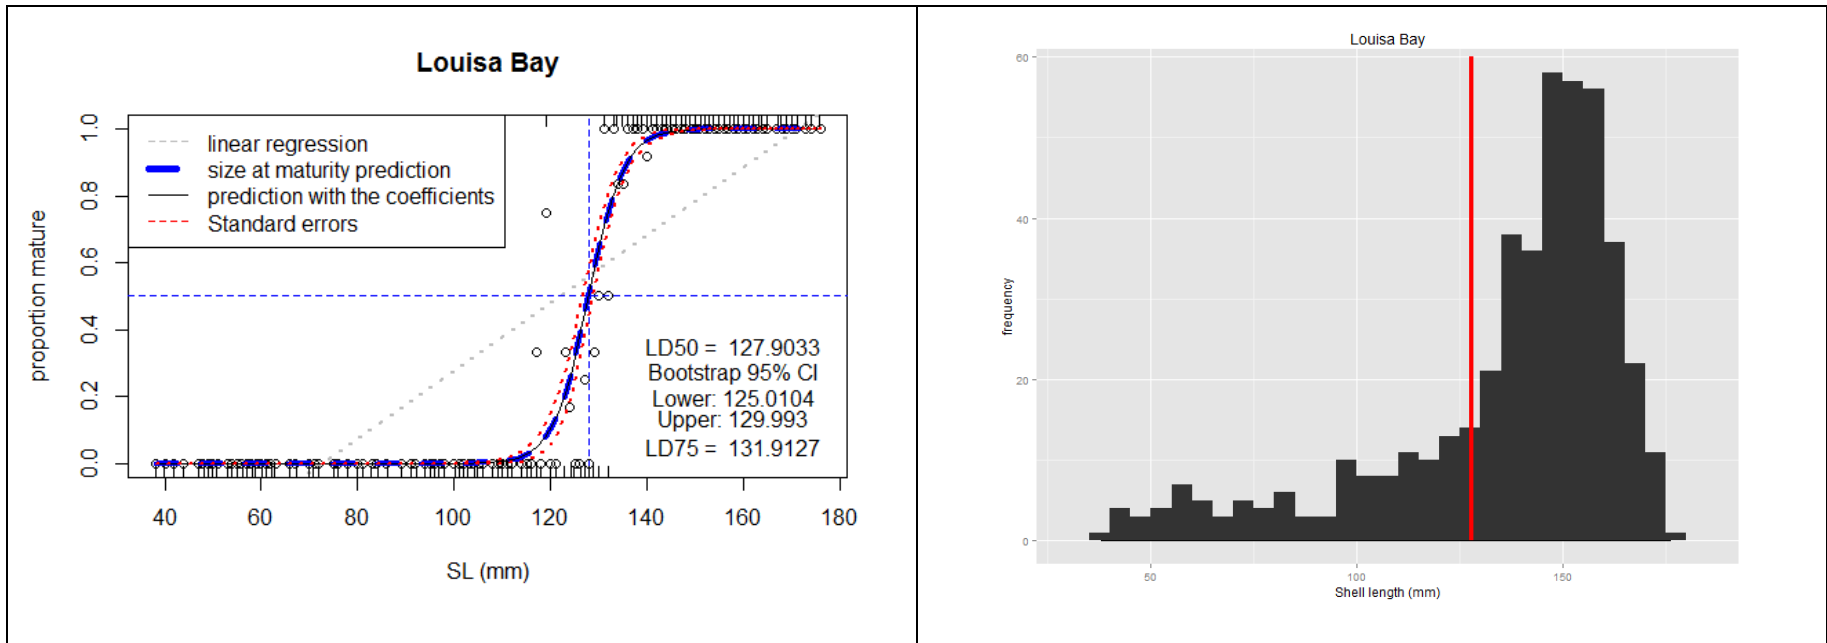 Louisa Bay
linear regression
size at maturity prediction
prediction with the coefficients
Standard errors
proportion mature
0.0 0.2 0.4 0.6 0.8 1.0
LD50 = 127.9033
Bootstrap 95% CI
Lower: 125.0104
Upper: 129.993
LD75 = 131.9127
40 60 80 100 120 140 160 180
SL (mm)
Louisa Bay
60
40
20
0
frequency
50 100 150
Shell length (mm)